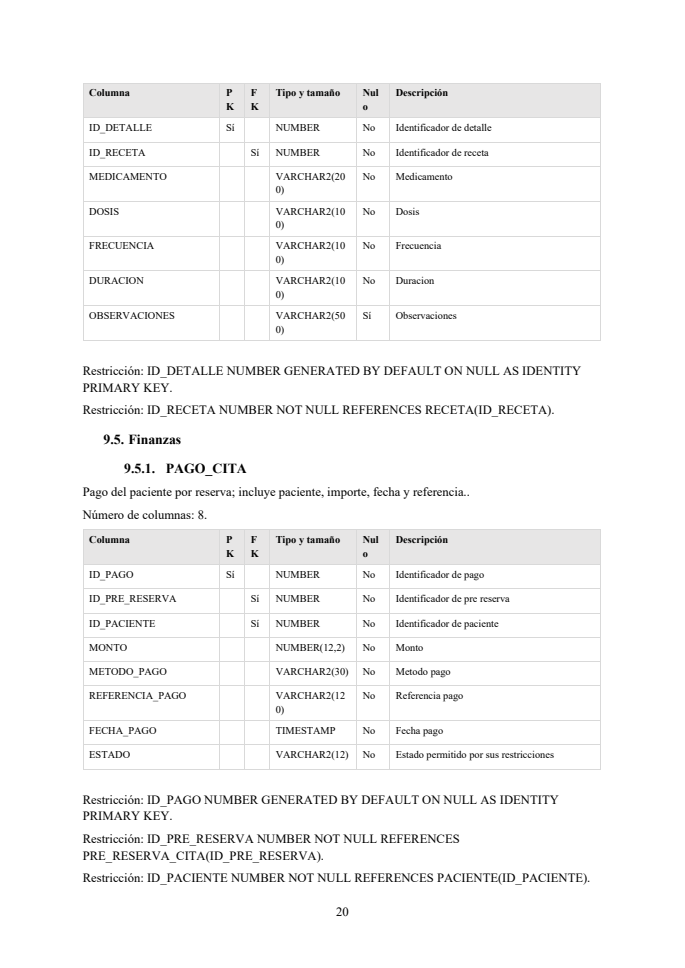 Columna P K F K Tipo y tamaño Nul o Descripción
ID_DETALLE Sí NUMBER No Identificador de detalle
ID_RECETA Sí NUMBER No Identificador de receta
MEDICAMENTO VARCHAR2(20 0) No Medicamento
DOSIS VARCHAR2(10 0) No Dosis
FRECUENCIA VARCHAR2(10 0) No Frecuencia
DURACION VARCHAR2(10 0) No Duracion
OBSERVACIONES VARCHAR2(50 0) Sí Observaciones
Restricción: ID_DETALLE NUMBER GENERATED BY DEFAULT ON NULL AS IDENTITY
PRIMARY KEY.
Restricción: ID_RECETA NUMBER NOT NULL REFERENCES RECETA(ID_RECETA).
9.5. Finanzas
9.5.1. PAGO_CITA
Pago del paciente por reserva; incluye paciente, importe, fecha y referencia..
Número de columnas: 8.
Columna P K F K Tipo y tamaño Nul o Descripción
ID_PAGO Sí NUMBER No Identificador de pago
ID_PRE_RESERVA Sí NUMBER No Identificador de pre reserva
ID_PACIENTE Sí NUMBER No Identificador de paciente
MONTO NUMBER(12,2) No Monto
METODO_PAGO VARCHAR2(30) No Metodo pago
REFERENCIA_PAGO VARCHAR2(12 0) No Referencia pago
FECHA_PAGO TIMESTAMP No Fecha pago
ESTADO VARCHAR2(12) No Estado permitido por sus restricciones
Restricción: ID_PAGO NUMBER GENERATED BY DEFAULT ON NULL AS IDENTITY
PRIMARY KEY.
Restricción: ID_PRE_RESERVA NUMBER NOT NULL REFERENCES
PRE_RESERVA_CITA(ID_PRE_RESERVA).
Restricción: ID_PACIENTE NUMBER NOT NULL REFERENCES PACIENTE(ID_PACIENTE).
20